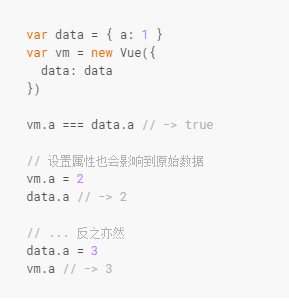 var data = { a: 1 }
var vm = new Vue({
  data: data
})

vm.a === data.a // -> true

// 设置属性也会影响到原始数据
vm.a = 2
data.a // -> 2

// ... 反之亦然
data.a = 3
vm.a // -> 3